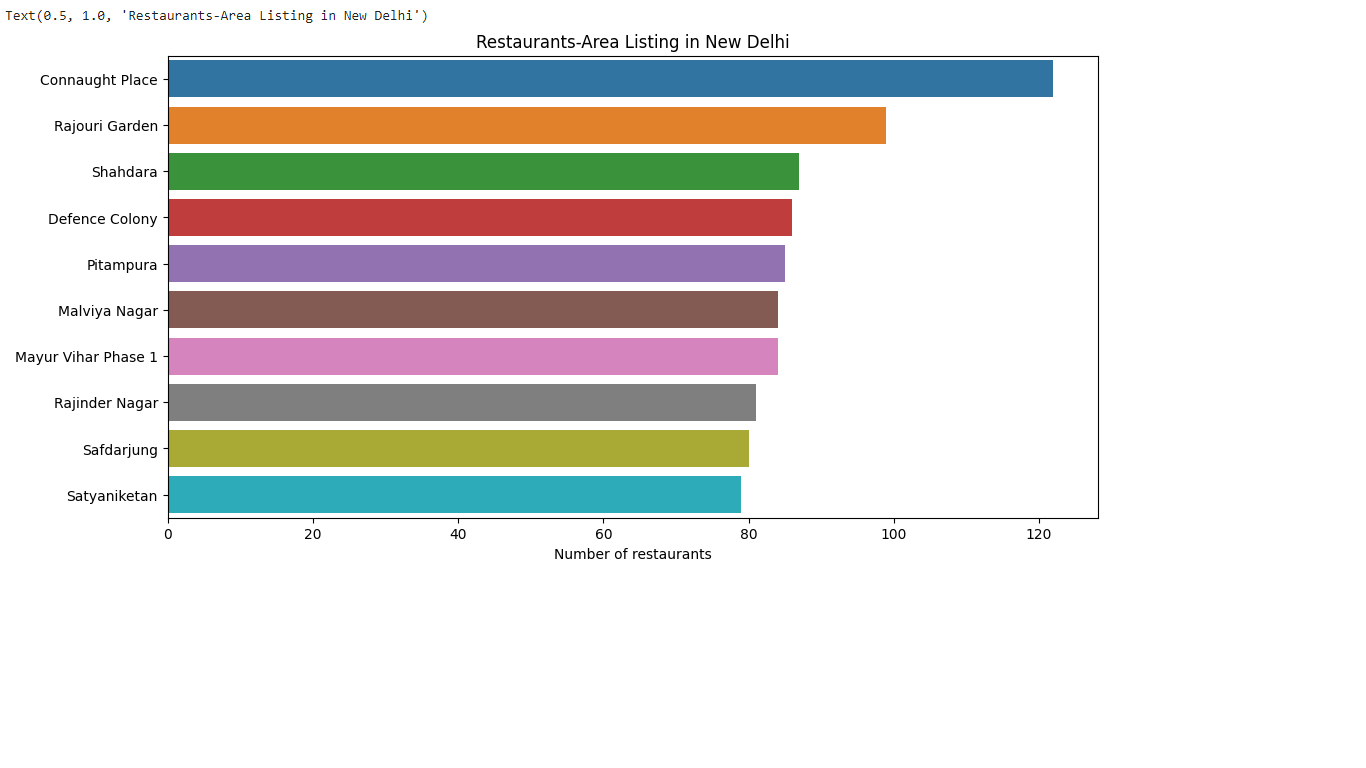 Text(0.5, 1.0, 'Restaurants-Area Listing in New Delhi')
Restaurants-Area Listing in New Delhi
Connaught Place
Rajouri Garden
Shahdara
Defence Colony
Pitampura
Malviya Nagar
Mayur Vihar Phase 1
Rajinder Nagar
Safdarjung
Satyaniketan
0 20 40 60 80 100 120
Number of restaurants